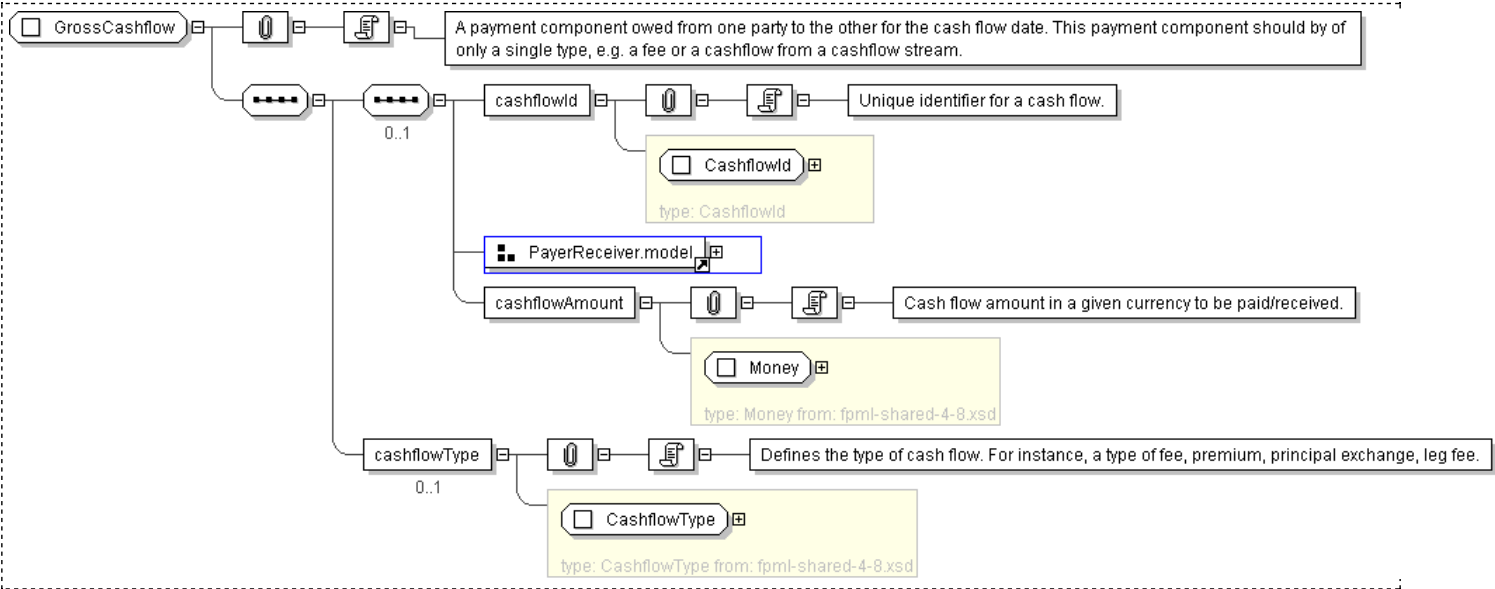 GrossCashflow
A payment component owed from one party to the other for the cash flow date. This payment component should by of
only a single type, e.g. a fee or a cashflow from a cashflow stream.
0..1
cashflowId
Unique identifier for a cash flow.
CashflowId
type: CashflowId
PayerReceiver.model
cashflowAmount
Cash flow amount in a given currency to be paid/received.
Money
type: Money from: fpml-shared-4-8.xsd
cashflowType
0..1
Defines the type of cash flow. For instance, a type of fee, premium, principal exchange, leg fee.
CashflowType
type: CashflowType from: fpml-shared-4-8.xsd